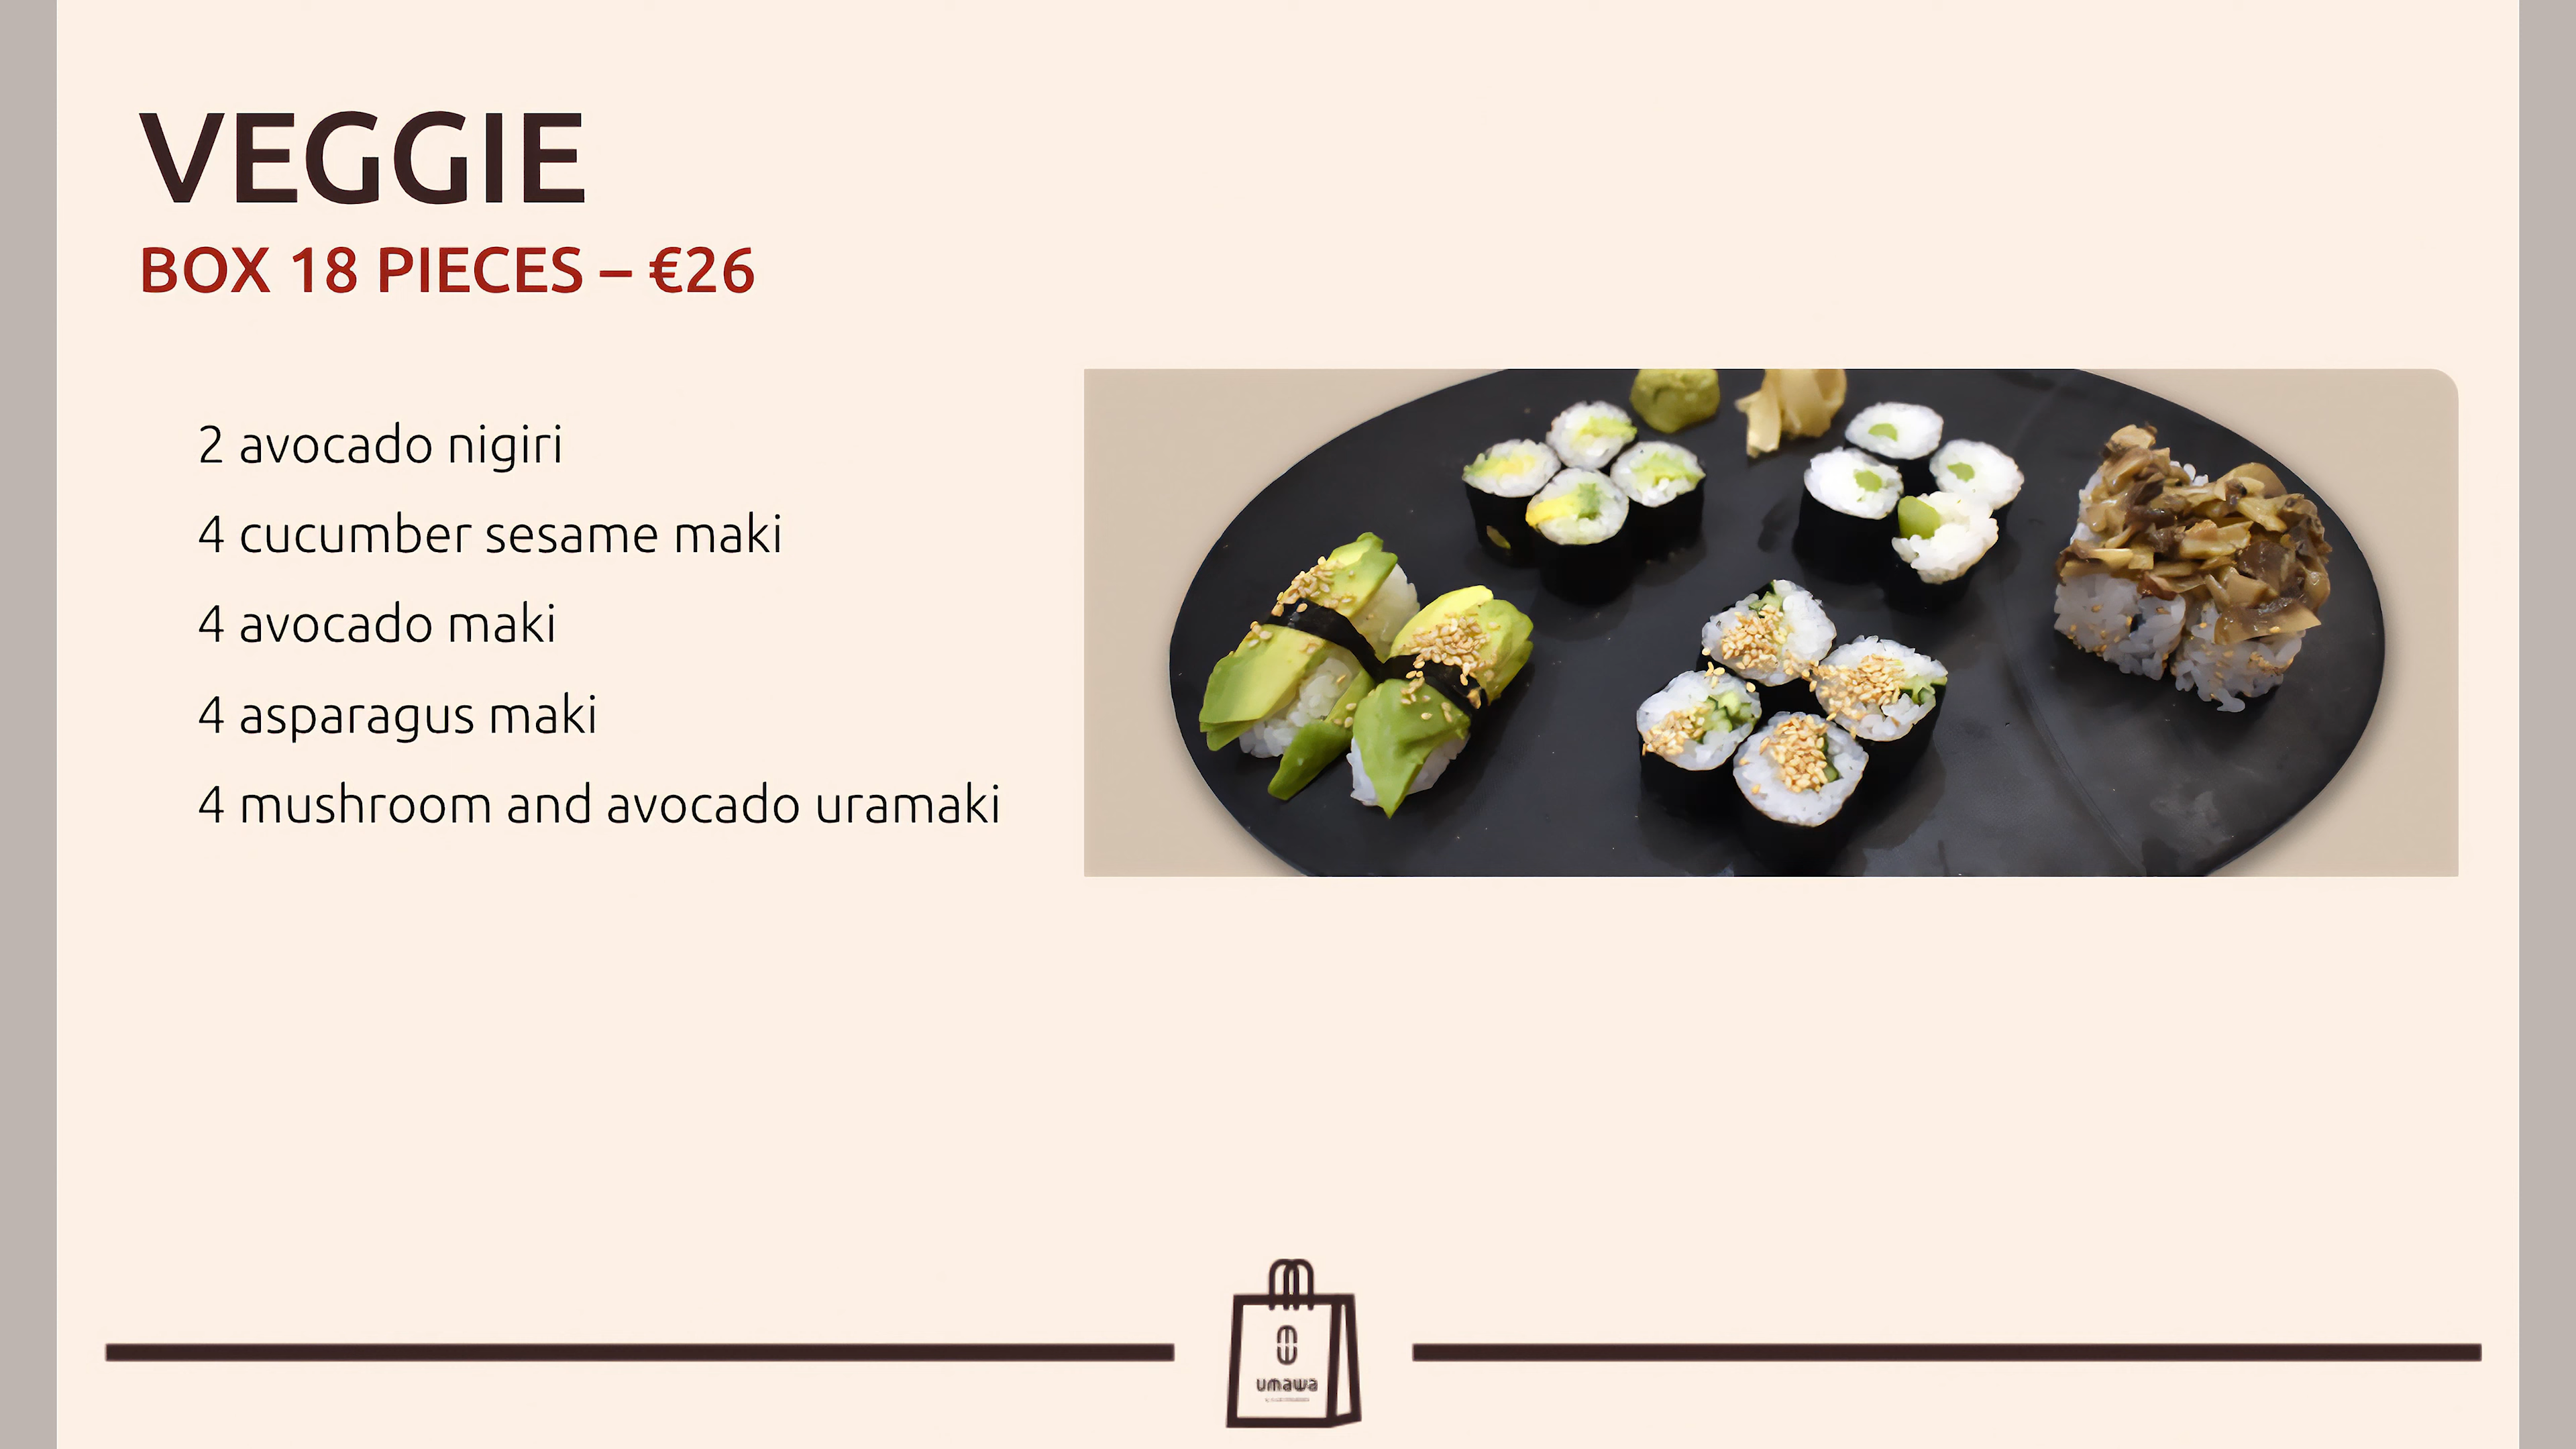 VEGGIE
BOX 18 PIECES – €26
2 avocado nigiri
4 cucumber sesame maki
4 avocado maki
4 asparagus maki
4 mushroom and avocado uramaki
umawa